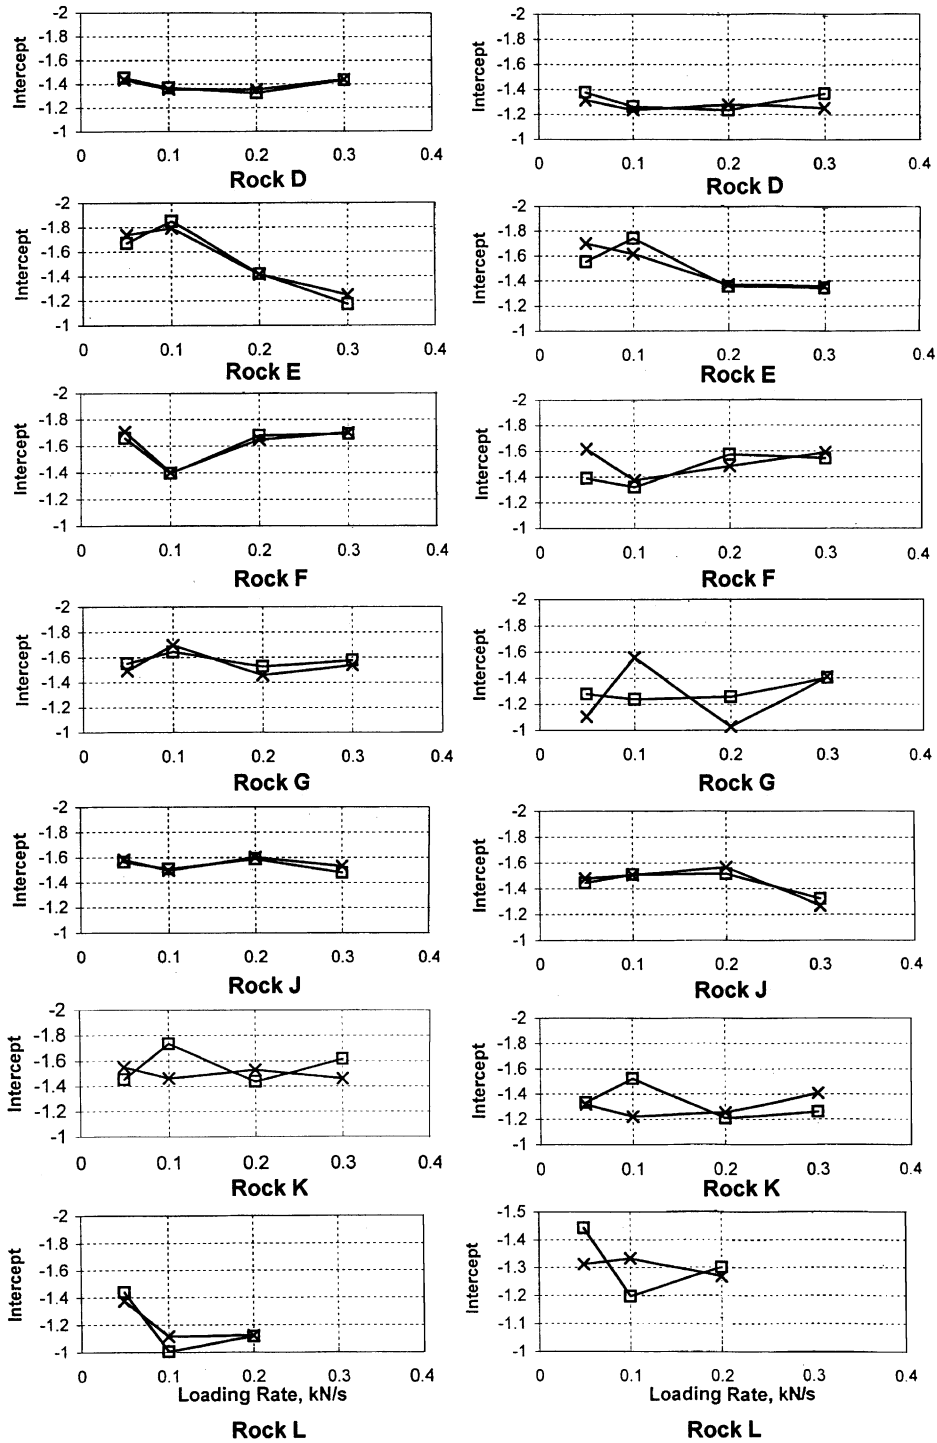 -2 -2
-1.8 -1.8
-1.6 -1.6
-1.4 -1.4
-1.2 -1.2
-1 -1
Intercept Intercept
0 0.1 0.2 0.3 0.4 0 0.1 0.2 0.3 0.4
Rock D Rock D
-2 -2
-1.8 -1.8
-1.6 -1.6
-1.4 -1.4
-1.2 -1.2
-1 -1
Intercept Intercept
0 0.1 0.2 0.3 0.4 0 0.1 0.2 0.3 0.4
Rock E Rock E
-2 -2
-1.8 -1.8
-1.6 -1.6
-1.4 -1.4
-1.2 -1.2
-1 -1
Intercept Intercept
0 0.1 0.2 0.3 0.4 0 0.1 0.2 0.3 0.4
Rock F Rock F
-2 -2
-1.8 -1.8
-1.6 -1.6
-1.4 -1.4
-1.2 -1.2
-1 -1
Intercept Intercept
0 0.1 0.2 0.3 0.4 0 0.1 0.2 0.3 0.4
Rock G Rock G
-2 -2
-1.8 -1.8
-1.6 -1.6
-1.4 -1.4
-1.2 -1.2
-1 -1
Intercept Intercept
0 0.1 0.2 0.3 0.4 0 0.1 0.2 0.3 0.4
Rock J Rock J
-2 -2
-1.8 -1.8
-1.6 -1.6
-1.4 -1.4
-1.2 -1.2
-1 -1
Intercept Intercept
0 0.1 0.2 0.3 0.4 0 0.1 0.2 0.3 0.4
Rock K Rock K
-2 -1.5
-1.8 -1.4
-1.6 -1.3
-1.4 -1.2
-1.2 -1.1
-1 -1
Intercept Intercept
0 0.1 0.2 0.3 0.4 0 0.1 0.2 0.3 0.4
Loading Rate, kN/s Loading Rate, kN/s
Rock L Rock L